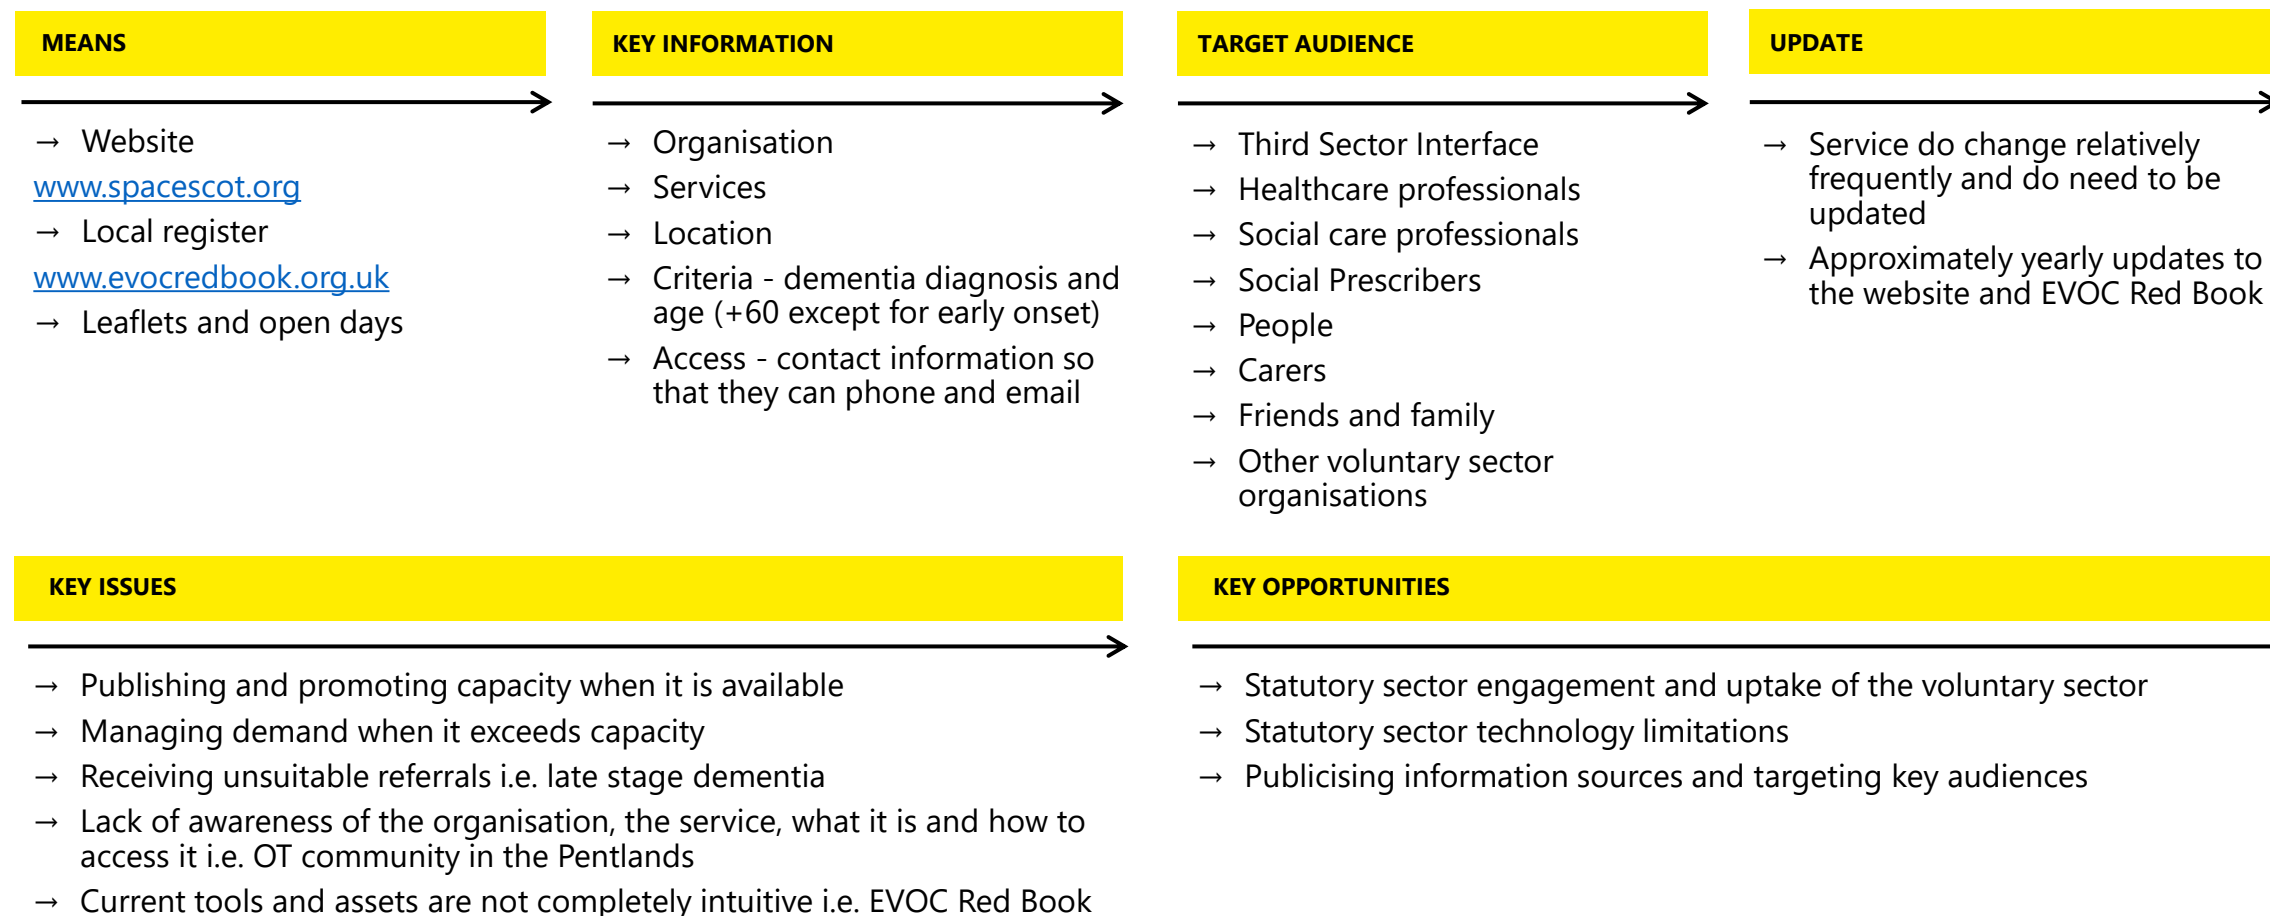 MEANS
→ Website
www.spacescot.org
→ Local register
www.evocredbook.org.uk
→ Leaflets and open days
KEY INFORMATION
→ Organisation
→ Services
→ Location
→ Criteria - dementia diagnosis and
age (+60 except for early onset)
→ Access - contact information so
that they can phone and email
TARGET AUDIENCE
→ Third Sector Interface
→ Healthcare professionals
→ Social care professionals
→ Social Prescribers
→ People
→ Carers
→ Friends and family
→ Other voluntary sector
organisations
UPDATE
→ Service do change relatively
frequently and do need to be
updated
→ Approximately yearly updates to
the website and EVOC Red Book
KEY ISSUES
→ Publishing and promoting capacity when it is available
→ Managing demand when it exceeds capacity
→ Receiving unsuitable referrals i.e. late stage dementia
→ Lack of awareness of the organisation, the service, what it is and how to
access it i.e. OT community in the Pentlands
→ Current tools and assets are not completely intuitive i.e. EVOC Red Book
KEY OPPORTUNITIES
→ Statutory sector engagement and uptake of the voluntary sector
→ Statutory sector technology limitations
→ Publicising information sources and targeting key audiences